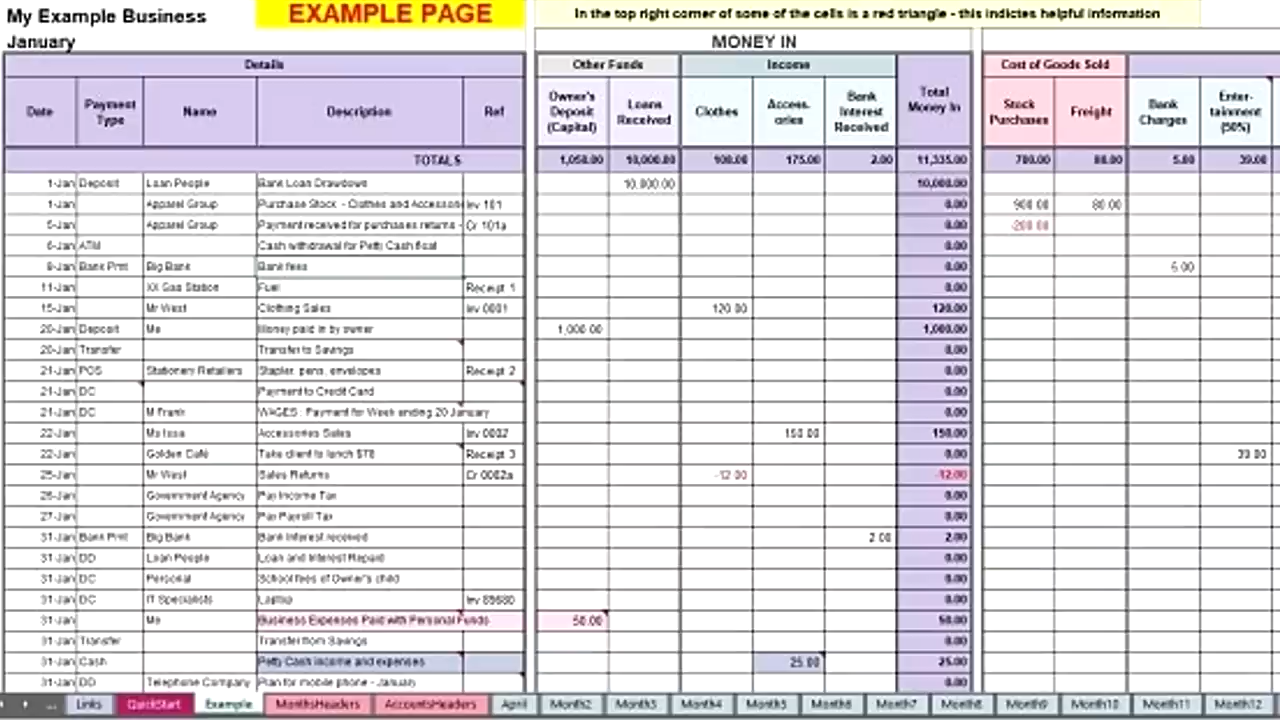 My Example Business
EXAMPLE PAGE
In the top right corner of some of the cells is a red triangle - this indictes helpful information
January
MONEY IN
Details
Other Funds
Income
Cost of Goods Sold
Date
Payment Type
Name
Description
Ref
Owner's Deposit (Capital)
Loans Received
Clothes
Access-ories
Bank Interest Received
Total Money In
Stock Purchases
Freight
Bank Charges
Enter-tainment (50%)
TOTALS 1,050.00 10,000.00 108.00 175.00 2.00 11,335.00 700.00 80.00 5.00 39.00
1-Jan Deposit Loan People Bank Loan Drawdown 10,000.00 10,000.00
1-Jan Apparel Group Purchase Stock - Clothes and Accessori Inv 101 0.00 900.00 80.00
5-Jan Apparel Group Payment received for purchases returns - Cr 101a 0.00 -200.00
6-Jan ATM Cash withdrawal for Petty Cash float 0.00
8-Jan Bank Pmt Big Bank Bank fees 0.00 5.00
11-Jan XX Gas Station Fuel Receipt 1 0.00
15-Jan Mr West Clothing Sales Inv 0001 120.00 120.00
20-Jan Deposit Me Money paid in by owner 1,000.00 1,000.00
20-Jan Transfer Transfer to Savings 0.00
21-Jan POS Stationery Retailers Stapler, pens, envelopes Receipt 2 0.00
21-Jan DC Payment to Credit Card 0.00
21-Jan DC M Frank WAGES: Payment for Week ending 20 January 0.00
22-Jan Ms Issa Accessories Sales Inv 0002 150.00 150.00
22-Jan Golden Café Take client to lunch $78 Receipt 3 0.00 39.00
25-Jan Mr West Sales Returns Cr 0002a -12.00 -12.00
26-Jan Government Agency Pay Income Tax 0.00
27-Jan Government Agency Pay Payroll Tax 0.00
31-Jan Bank Pmt Big Bank Bank Interest received 2.00 2.00
31-Jan DD Loan People Loan and Interest Repaid 0.00
31-Jan DC Personal School fees of Owner's child 0.00
31-Jan DC IT Specialists Laptop Inv 89680 0.00
31-Jan Me Business Expenses Paid with Personal Funds 50.00 50.00
31-Jan Transfer Transfer from Savings 0.00
31-Jan Cash Petty Cash income and expenses 25.00 25.00
31-Jan DD Telephone Company Plan for mobile phone - January 0.00
... Links QuickStart Example MonthsHeaders AccountsHeaders April Month2 Month3 Month4 Month5 Month6 Month7 Month8 Month9 Month10 Month11 Month12